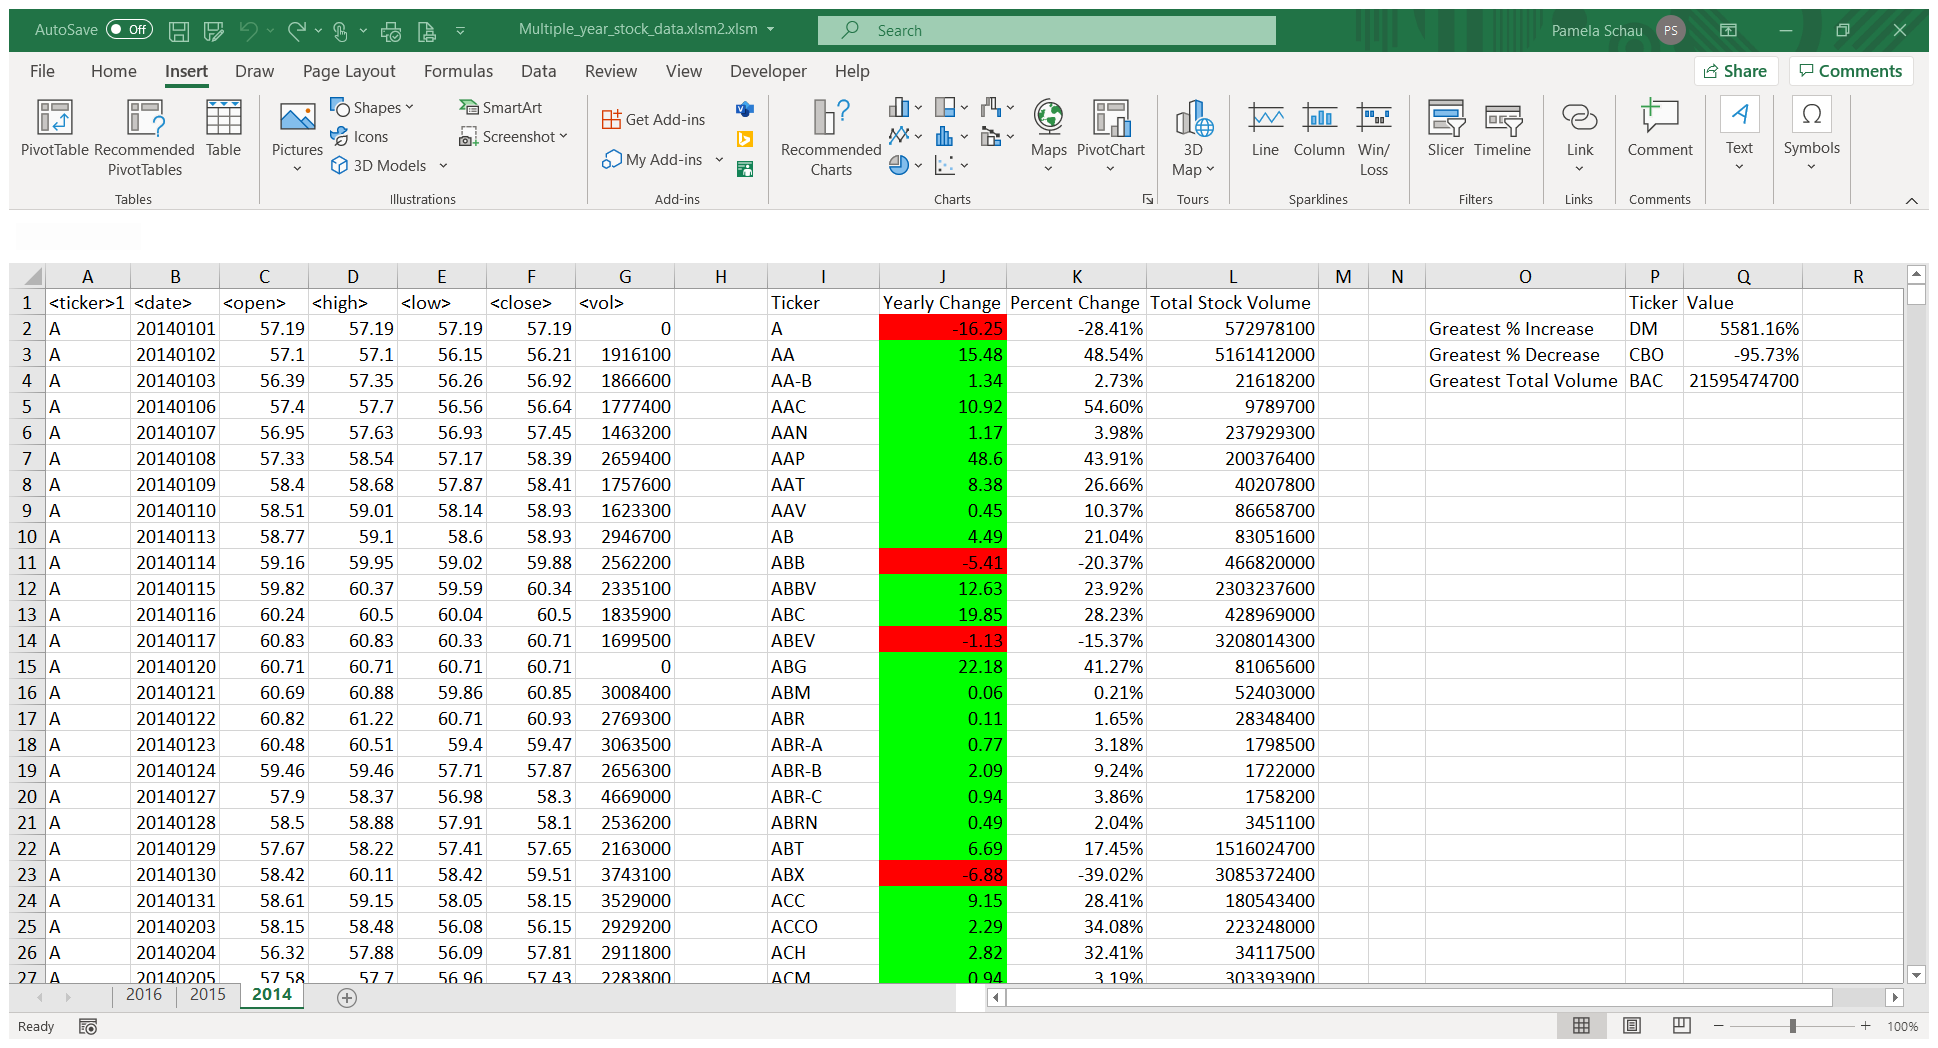 AutoSave Off Multiple_year_stock_data.xlsm2.xlsm Search Pamela Schau PS
File Home Insert Draw Page Layout Formulas Data Review View Developer Help Share Comments
PivotTable Recommended PivotTables Table
Tables
Pictures Shapes Icons 3D Models SmartArt Screenshot
Illustrations
Get Add-ins My Add-ins
Add-ins
Recommended Charts Maps PivotChart
Charts
3D Map
Tours
Line Column Win/Loss
Sparklines
Slicer Timeline
Filters
Link
Links
Comment
Comments
Text
Symbols
A B C D E F G H I J K L M N O P Q R
1 <ticker>1 <date> <open> <high> <low> <close> <vol> Ticker Yearly Change Percent Change Total Stock Volume Ticker Value
2 A 20140101 57.19 57.19 57.19 57.19 0 A -16.25 -28.41% 572978100 Greatest % Increase DM 5581.16%
3 A 20140102 57.1 57.1 56.15 56.21 1916100 AA 15.48 48.54% 5161412000 Greatest % Decrease CBO -95.73%
4 A 20140103 56.39 57.35 56.26 56.92 1866600 AA-B 1.34 2.73% 21618200 Greatest Total Volume BAC 21595474700
5 A 20140106 57.4 57.7 56.56 56.64 1777400 AAC 10.92 54.60% 9789700
6 A 20140107 56.95 57.63 56.93 57.45 1463200 AAN 1.17 3.98% 237929300
7 A 20140108 57.33 58.54 57.17 58.39 2659400 AAP 48.6 43.91% 200376400
8 A 20140109 58.4 58.68 57.87 58.41 1757600 AAT 8.38 26.66% 40207800
9 A 20140110 58.51 59.01 58.14 58.93 1623300 AAV 0.45 10.37% 86658700
10 A 20140113 58.77 59.1 58.6 58.93 2946700 AB 4.49 21.04% 83051600
11 A 20140114 59.16 59.95 59.02 59.88 2562200 ABB -5.41 -20.37% 466820000
12 A 20140115 59.82 60.37 59.59 60.34 2335100 ABBV 12.63 23.92% 2303237600
13 A 20140116 60.24 60.5 60.04 60.5 1835900 ABC 19.85 28.23% 428969000
14 A 20140117 60.83 60.83 60.33 60.71 1699500 ABEV -1.13 -15.37% 3208014300
15 A 20140120 60.71 60.71 60.71 60.71 0 ABG 22.18 41.27% 81065600
16 A 20140121 60.69 60.88 59.86 60.85 3008400 ABM 0.06 0.21% 52403000
17 A 20140122 60.82 61.22 60.71 60.93 2769300 ABR 0.11 1.65% 28348400
18 A 20140123 60.48 60.51 59.4 59.47 3063500 ABR-A 0.77 3.18% 1798500
19 A 20140124 59.46 59.46 57.71 57.87 2656300 ABR-B 2.09 9.24% 1722000
20 A 20140127 57.9 58.37 56.98 58.3 4669000 ABR-C 0.94 3.86% 1758200
21 A 20140128 58.5 58.88 57.91 58.1 2536200 ABRN 0.49 2.04% 3451100
22 A 20140129 57.67 58.22 57.41 57.65 2163000 ABT 6.69 17.45% 1516024700
23 A 20140130 58.42 60.11 58.42 59.51 3743100 ABX -6.88 -39.02% 3085372400
24 A 20140131 58.61 59.15 58.05 58.15 3529000 ACC 9.15 28.41% 180543400
25 A 20140203 58.15 58.48 56.08 56.15 2929200 ACCO 2.29 34.08% 223248000
26 A 20140204 56.32 57.88 56.09 57.81 2911800 ACH 2.82 32.41% 34117500
27 A 20140205 57.58 57.7 56.96 57.43 2283800 ACM 0.94 3.19% 303393900
2016 2015 2014
Ready 100%